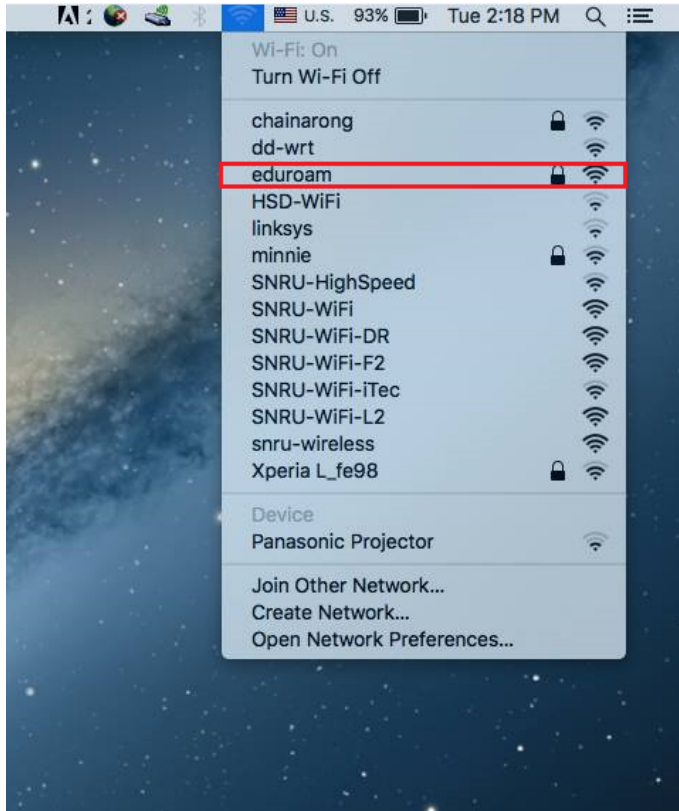 U.S. 93% Tue 2:18 PM
Wi-Fi: On
Turn Wi-Fi Off
chainarong
dd-wrt
eduroam
HSD-WiFi
linksys
minnie
SNRU-HighSpeed
SNRU-WiFi
SNRU-WiFi-DR
SNRU-WiFi-F2
SNRU-WiFi-iTec
SNRU-WiFi-L2
snru-wireless
Xperia L_fe98
Device
Panasonic Projector
Join Other Network...
Create Network...
Open Network Preferences...